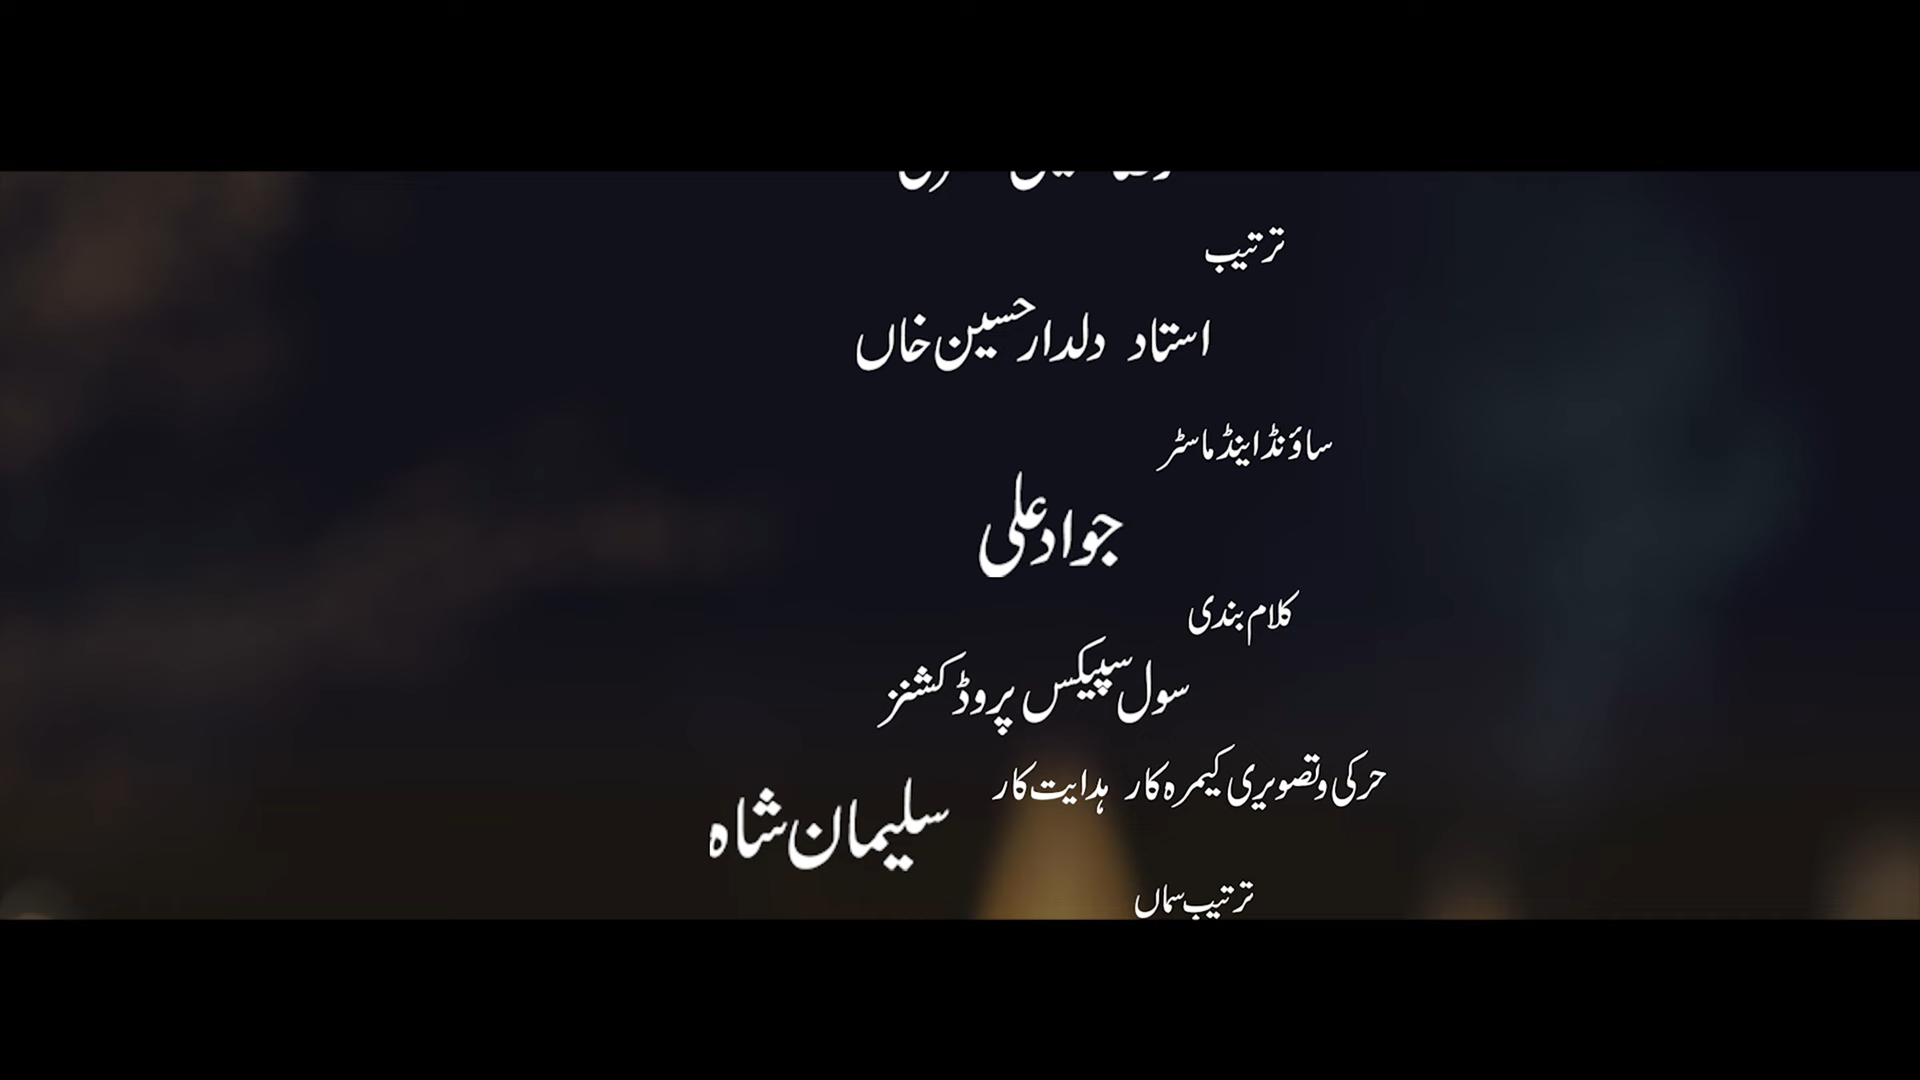 ترتیب
استاد دلدار حسین خاں
ساؤنڈ اینڈ ماسٹر
جواد علی
کلام بندی
سول سپیکس پروڈکشنز
حرکی و تصویری کیمرہ کار ہدایت کار
سلیمان شاہ
ترتیب سماں